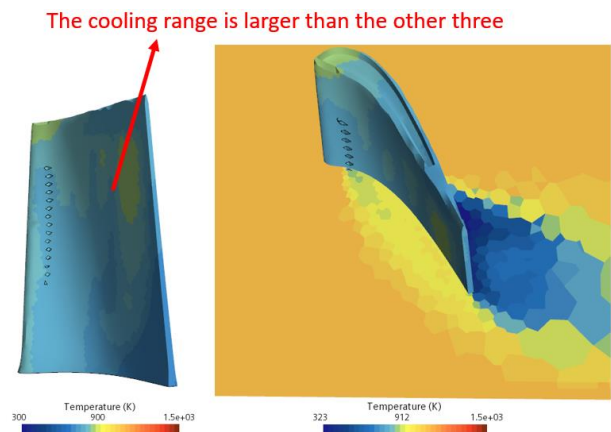 The cooling range is larger than the other three
Temperature (K)
300 900 1.5e+03
Temperature (K)
323 912 1.5e+03